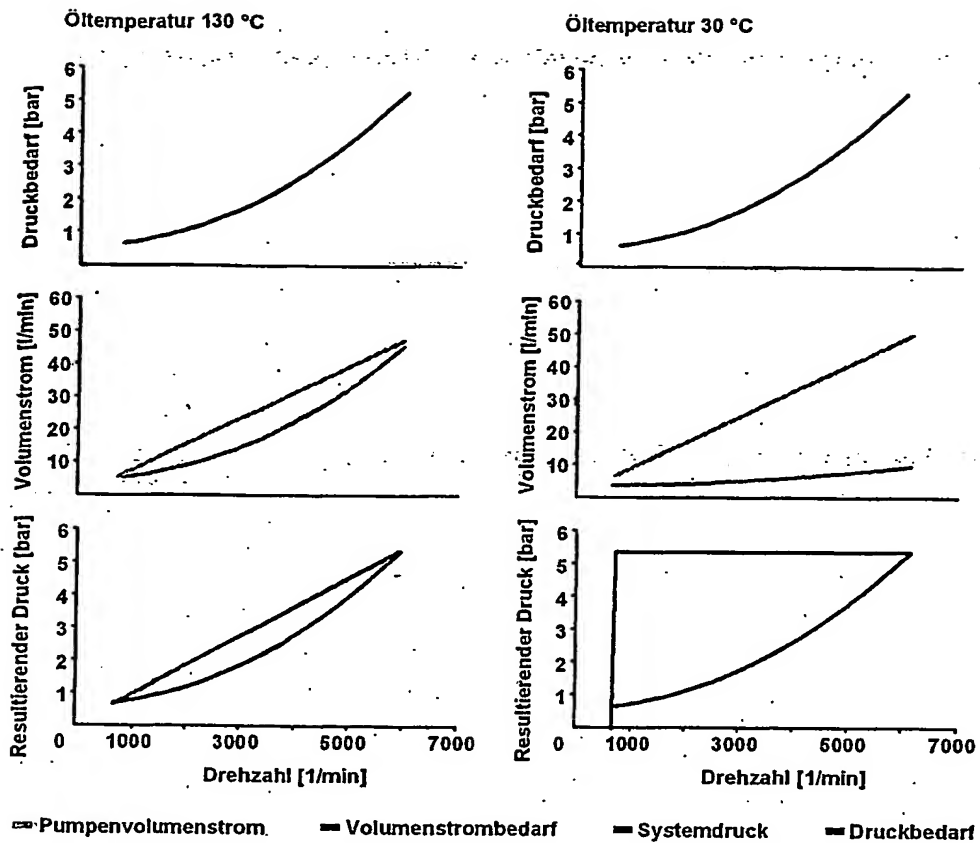 Öltemperatur 130 °C
Öltemperatur 30 °C
Druckbedarf [bar]
6
5
4
3
2
1
Druckbedarf [bar]
6
5
4
3
2
1
Volumenstrom [l/min]
60
50
40
30
20
10
Volumenstrom [l/min]
60
50
40
30
20
10
Resultierender Druck [bar]
6
5
4
3
2
1
0 1000 3000 5000 7000
Drehzahl [1/min]
Resultierender Druck [bar]
6
5
4
3
2
1
0 1000 3000 5000 7000
Drehzahl [1/min]
Pumpenvolumenstrom Volumenstrombedarf Systemdruck Druckbedarf